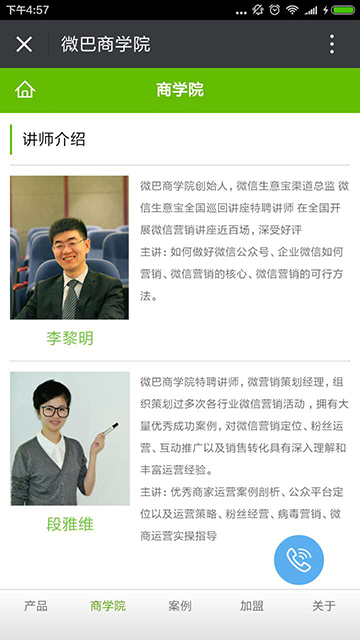 下午4:57
微巴商学院
商学院
讲师介绍
微巴商学院创始人，微信生意宝渠道总监 微
信生意宝全国巡回讲座特聘讲师 在全国开
展微信营销讲座近百场，深受好评
主讲：如何做好微信公众号、企业微信如何
营销、微信营销的核心、微信营销的可行方
法。
李黎明
微巴商学院特聘讲师，微营销策划经理，组
织策划过多次各行业微信营销活动 ，拥有大
量优秀成功案例，对微信营销定位、粉丝运
营、互动推广以及销售转化具有深入理解和
丰富运营经验。
主讲：优秀商家运营案例剖析、公众平台定
位以及运营策略、粉丝经营、病毒营销、微
商运营实操指导
段雅维
产品
商学院
案例
加盟
关于